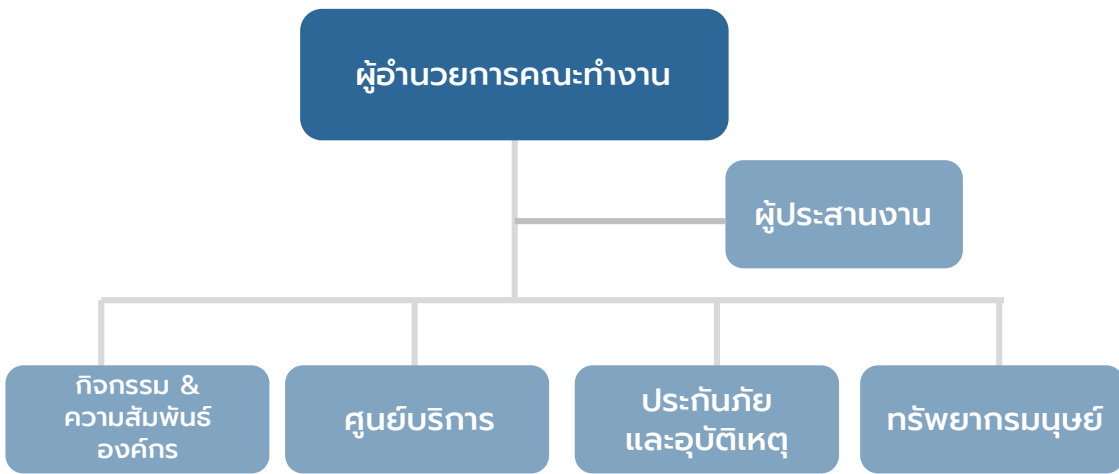 ผู้อำนวยการคณะทำงาน
ผู้ประสานงาน
กิจกรรม &
ความสัมพันธ์
องค์กร
ศูนย์บริการ
ประกันภัย
และอุบัติเหตุ
ทรัพยากรมนุษย์